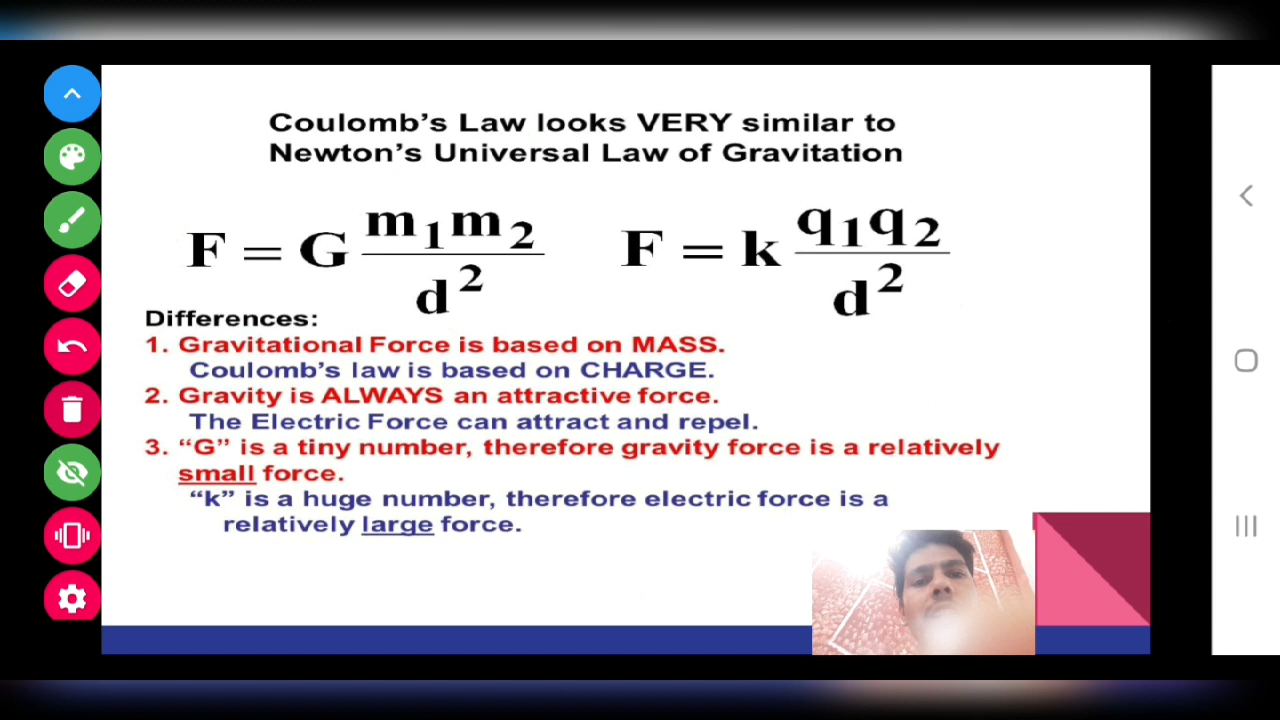 Coulomb’s Law looks VERY similar to
Newton’s Universal Law of Gravitation
F = G m₁m₂ / d²
F = k q₁q₂ / d²
Differences:
1. Gravitational Force is based on MASS.
Coulomb’s law is based on CHARGE.
2. Gravity is ALWAYS an attractive force.
The Electric Force can attract and repel.
3. “G” is a tiny number, therefore gravity force is a relatively
small force.
“k” is a huge number, therefore electric force is a
relatively large force.